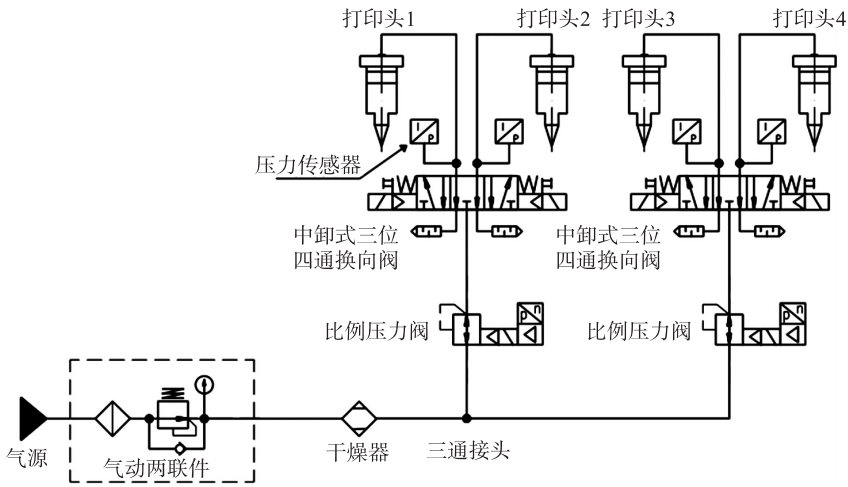 打印头1
打印头2
打印头3
打印头4
I
p
I
p
I
p
I
p
压力传感器
中卸式三位
四通换向阀
中卸式三位
四通换向阀
比例压力阀
p
n
比例压力阀
p
n
气源
气动两联件
干燥器
三通接头